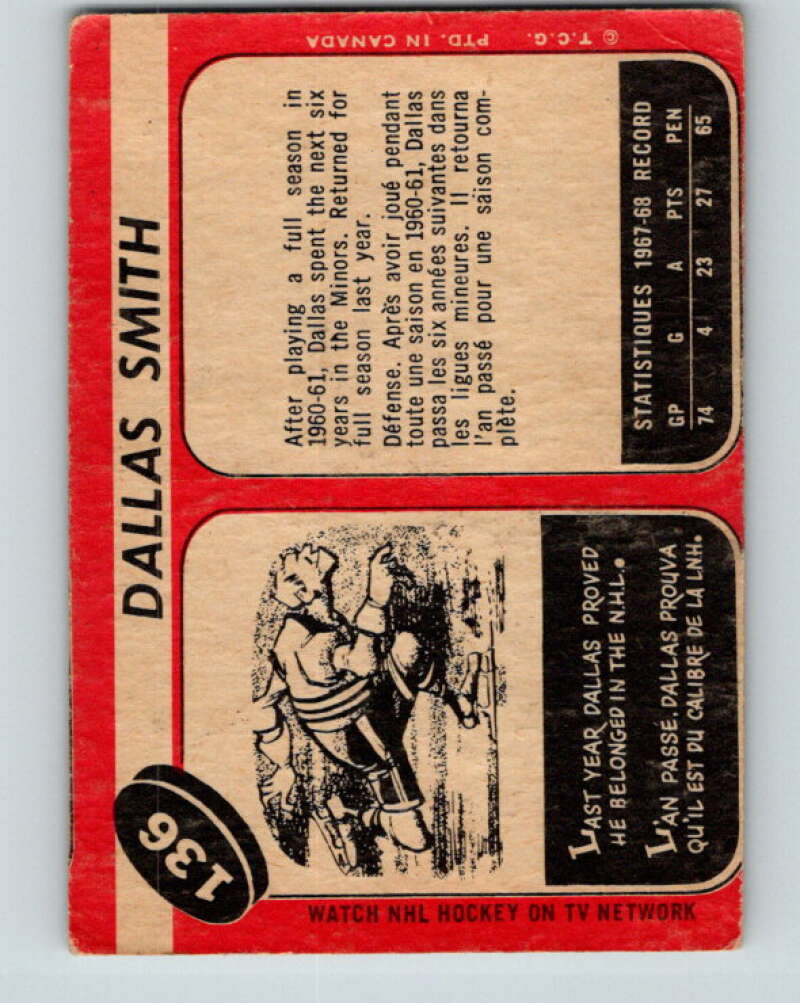 DALLAS SMITH
136
After playing a full season in
1960-61, Dallas spent the next six
years in the Minors. Returned for
full season last year.
Défense. Après avoir joué pendant
toute une saison en 1960-61, Dallas
passa les six années suivantes dans
les ligues mineures. Il retourna
l'an passé pour une saison com-
plète.
STATISTIQUES 1967-68 RECORD
GP G A PTS PEN
74 4 23 27 65
LAST YEAR DALLAS PROVED
HE BELONGED IN THE N.H.L.
L'AN PASSÉ, DALLAS PROUVA
QU'IL EST DU CALIBRE DE LA LNH.
WATCH NHL HOCKEY ON TV NETWORK
© T.C.G. PTD. IN CANADA